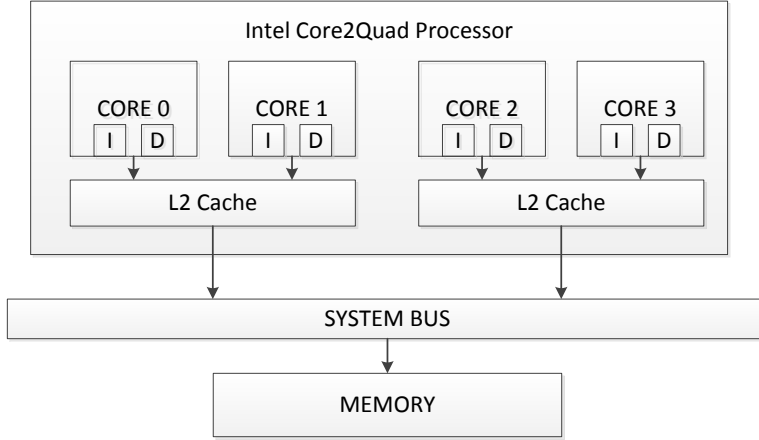 Intel Core2Quad Processor
CORE 0 CORE 1 CORE 2 CORE 3
I D I D I D I D
L2 Cache L2 Cache
SYSTEM BUS
MEMORY